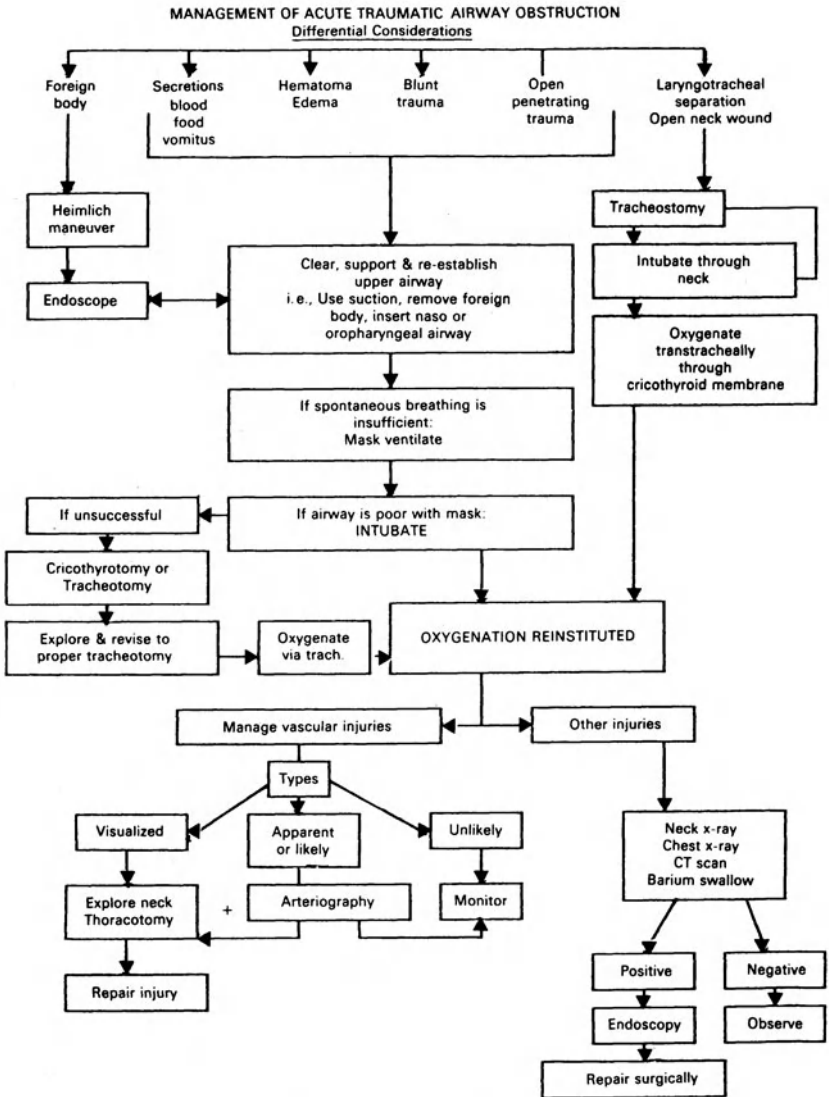 MANAGEMENT OF ACUTE TRAUMATIC AIRWAY OBSTRUCTION
Differential Considerations
Foreign
body
Secretions
blood
food
vomitus
Hematoma
Edema
Blunt
trauma
Open
penetrating
trauma
Laryngotracheal
separation
Open neck wound
Heimlich
maneuver
Endoscope
Clear, support & re-establish
upper airway
i.e., Use suction, remove foreign
body, insert naso or
oropharyngeal airway
Tracheostomy
Intubate through
neck
Oxygenate
transtracheally
through
cricothyroid membrane
If spontaneous breathing is
insufficient:
Mask ventilate
If airway is poor with mask:
INTUBATE
If unsuccessful
Cricothyrotomy or
Tracheotomy
Explore & revise to
proper tracheotomy
Oxygenate
via trach.
OXYGENATION REINSTITUTED
Manage vascular injuries
Other injuries
Types
Visualized
Apparent
or likely
Unlikely
Explore neck
Thoracotomy
+
Arteriography
Monitor
Repair injury
Neck x-ray
Chest x-ray
CT scan
Barium swallow
Positive
Negative
Endoscopy
Observe
Repair surgically